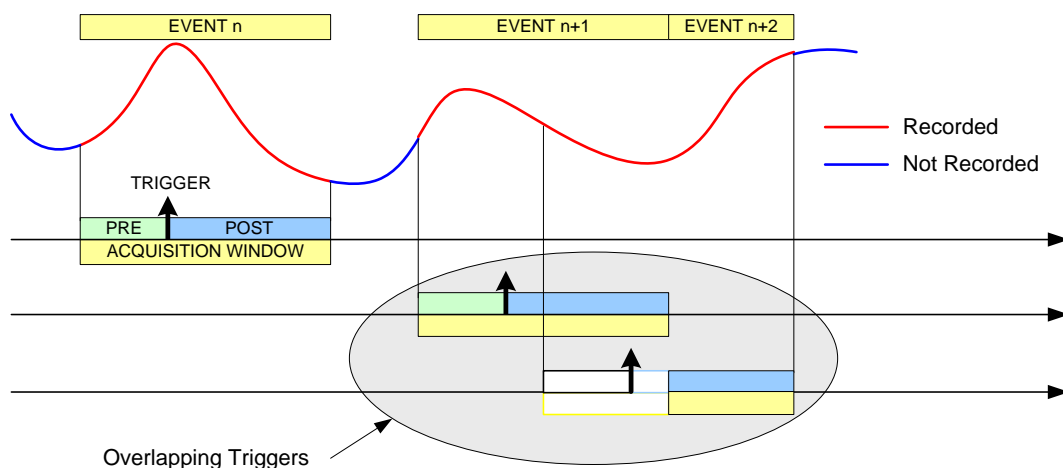 EVENT n
EVENT n+1
EVENT n+2
Recorded
Not Recorded
TRIGGER
PRE
POST
ACQUISITION WINDOW
Overlapping Triggers